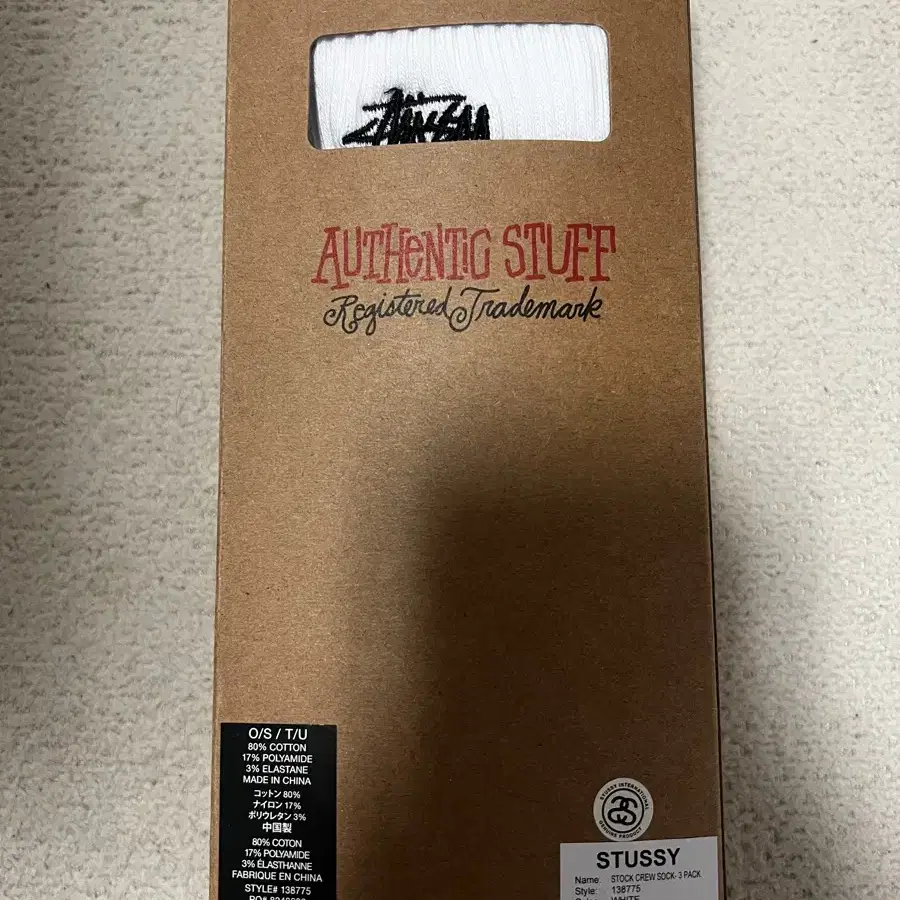 STUSSY
AUTHENTIC STUFF
Registered Trademark
O/S / T/U
80% COTTON
17% POLYAMIDE
3% ELASTANE
MADE IN CHINA
コットン 80%
ナイロン 17%
ポリウレタン 3%
中国製
80% COTON
17% POLYAMIDE
3% ÉLASTHANNE
FABRIQUE EN CHINA
STYLE# 138775
STUSSY INTERNATIONAL
GENUINE PRODUCT
STUSSY
Name: STOCK CREW SOCK- 3 PACK
Style: 138775
WHITE